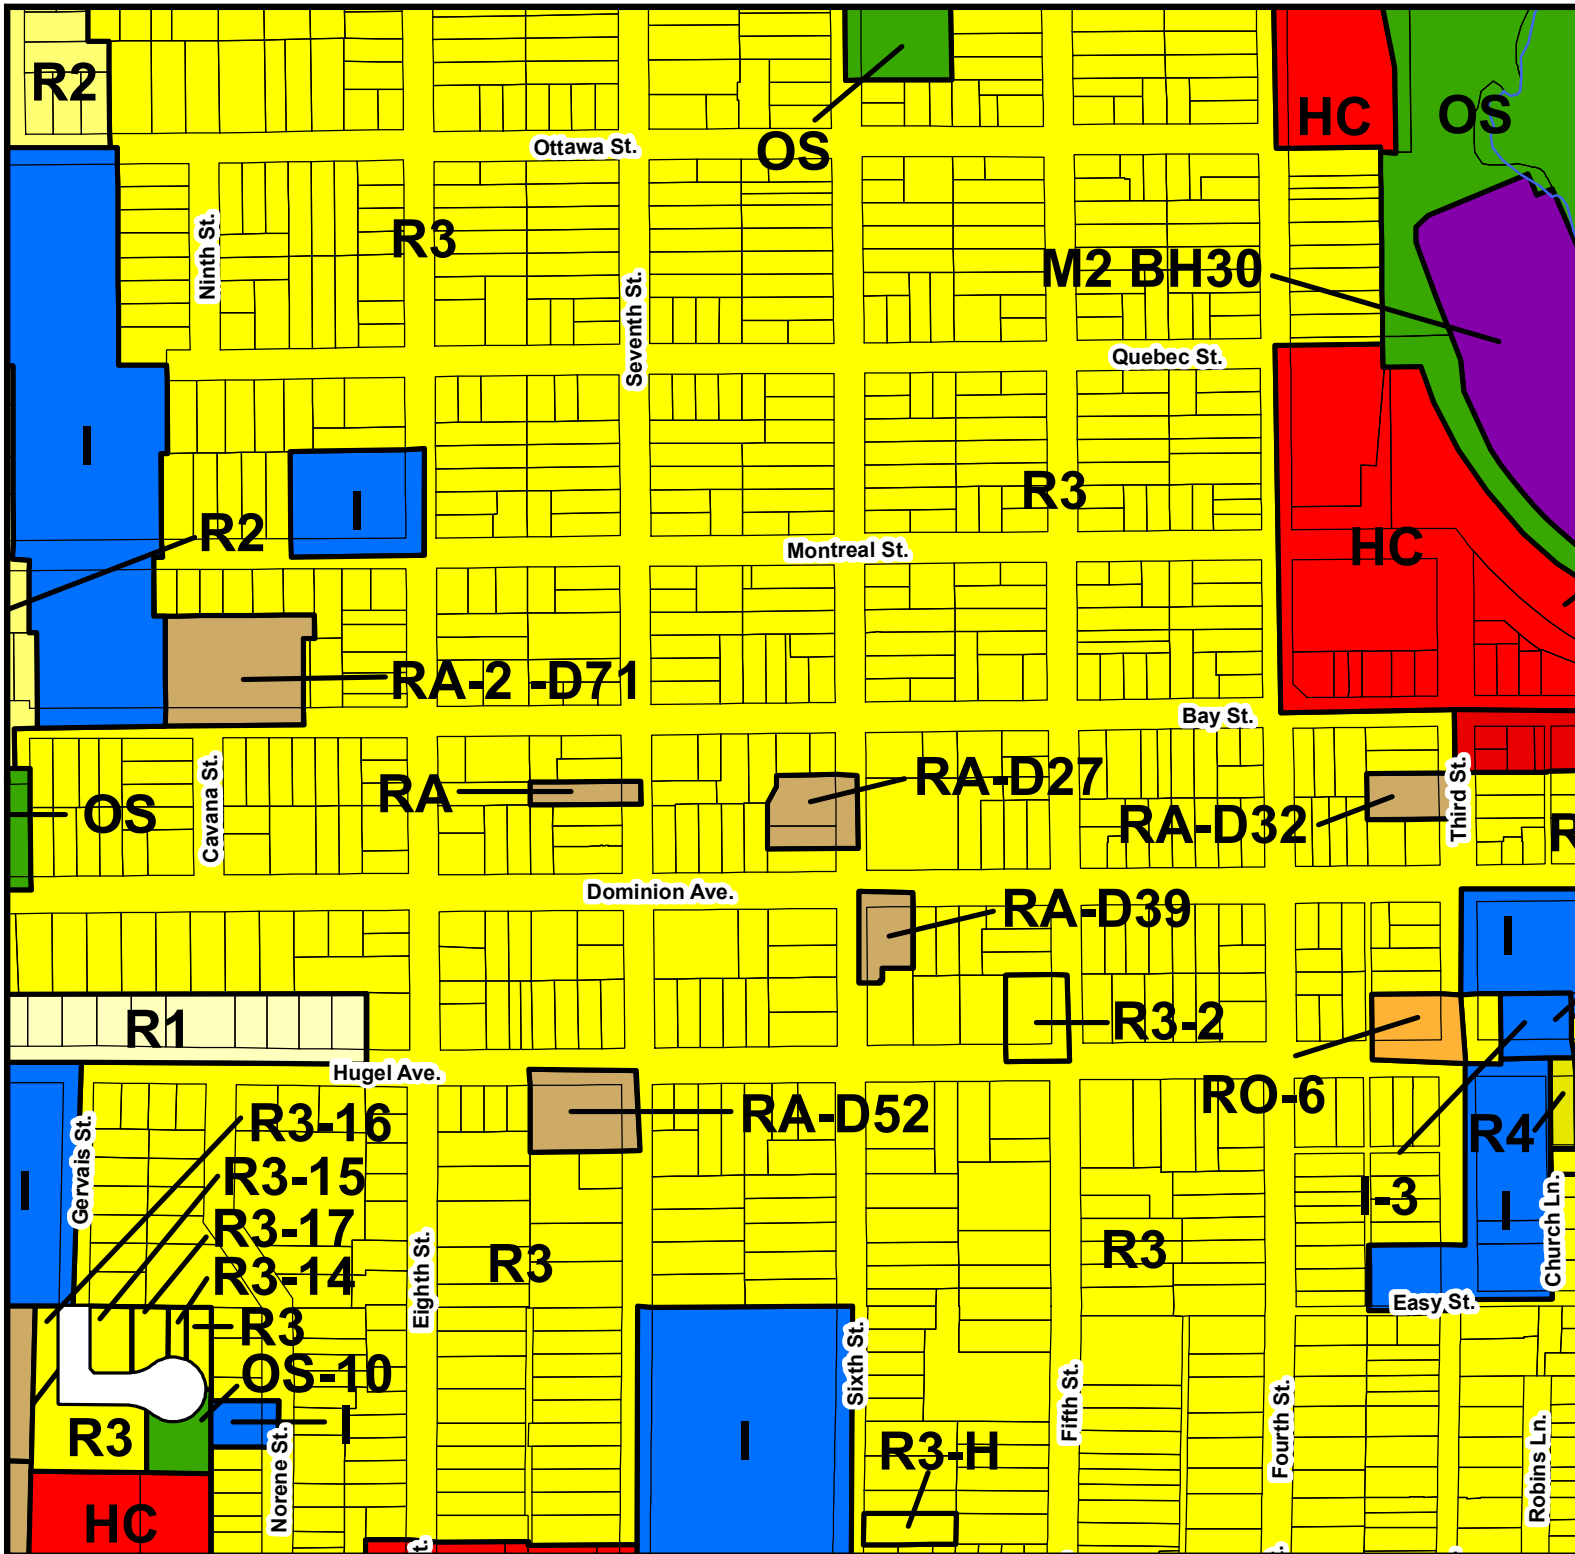 R2
HC
OS
Ottawa St.
OS
Ninth St.
R3
M2 BH30
Seventh St.
Quebec St.
I
R3
I
R2
HC
Montreal St.
RA-2 -D71
Bay St.
Cavana St.
RA
RA-D27
Third St.
OS
RA-D32
R
Dominion Ave.
RA-D39
I
R1
R3-2
Hugel Ave.
RO-6
RA-D52
R3-16
Gervais St.
R4
R3-15
I
I-3
I
Church Ln.
R3-17
R3
R3
R3-14
Eighth St.
Easy St.
R3
OS-10
Sixth St.
Fifth St.
Fourth St.
I
R3
I
R3-H
Norene St.
Robins Ln.
HC
t.